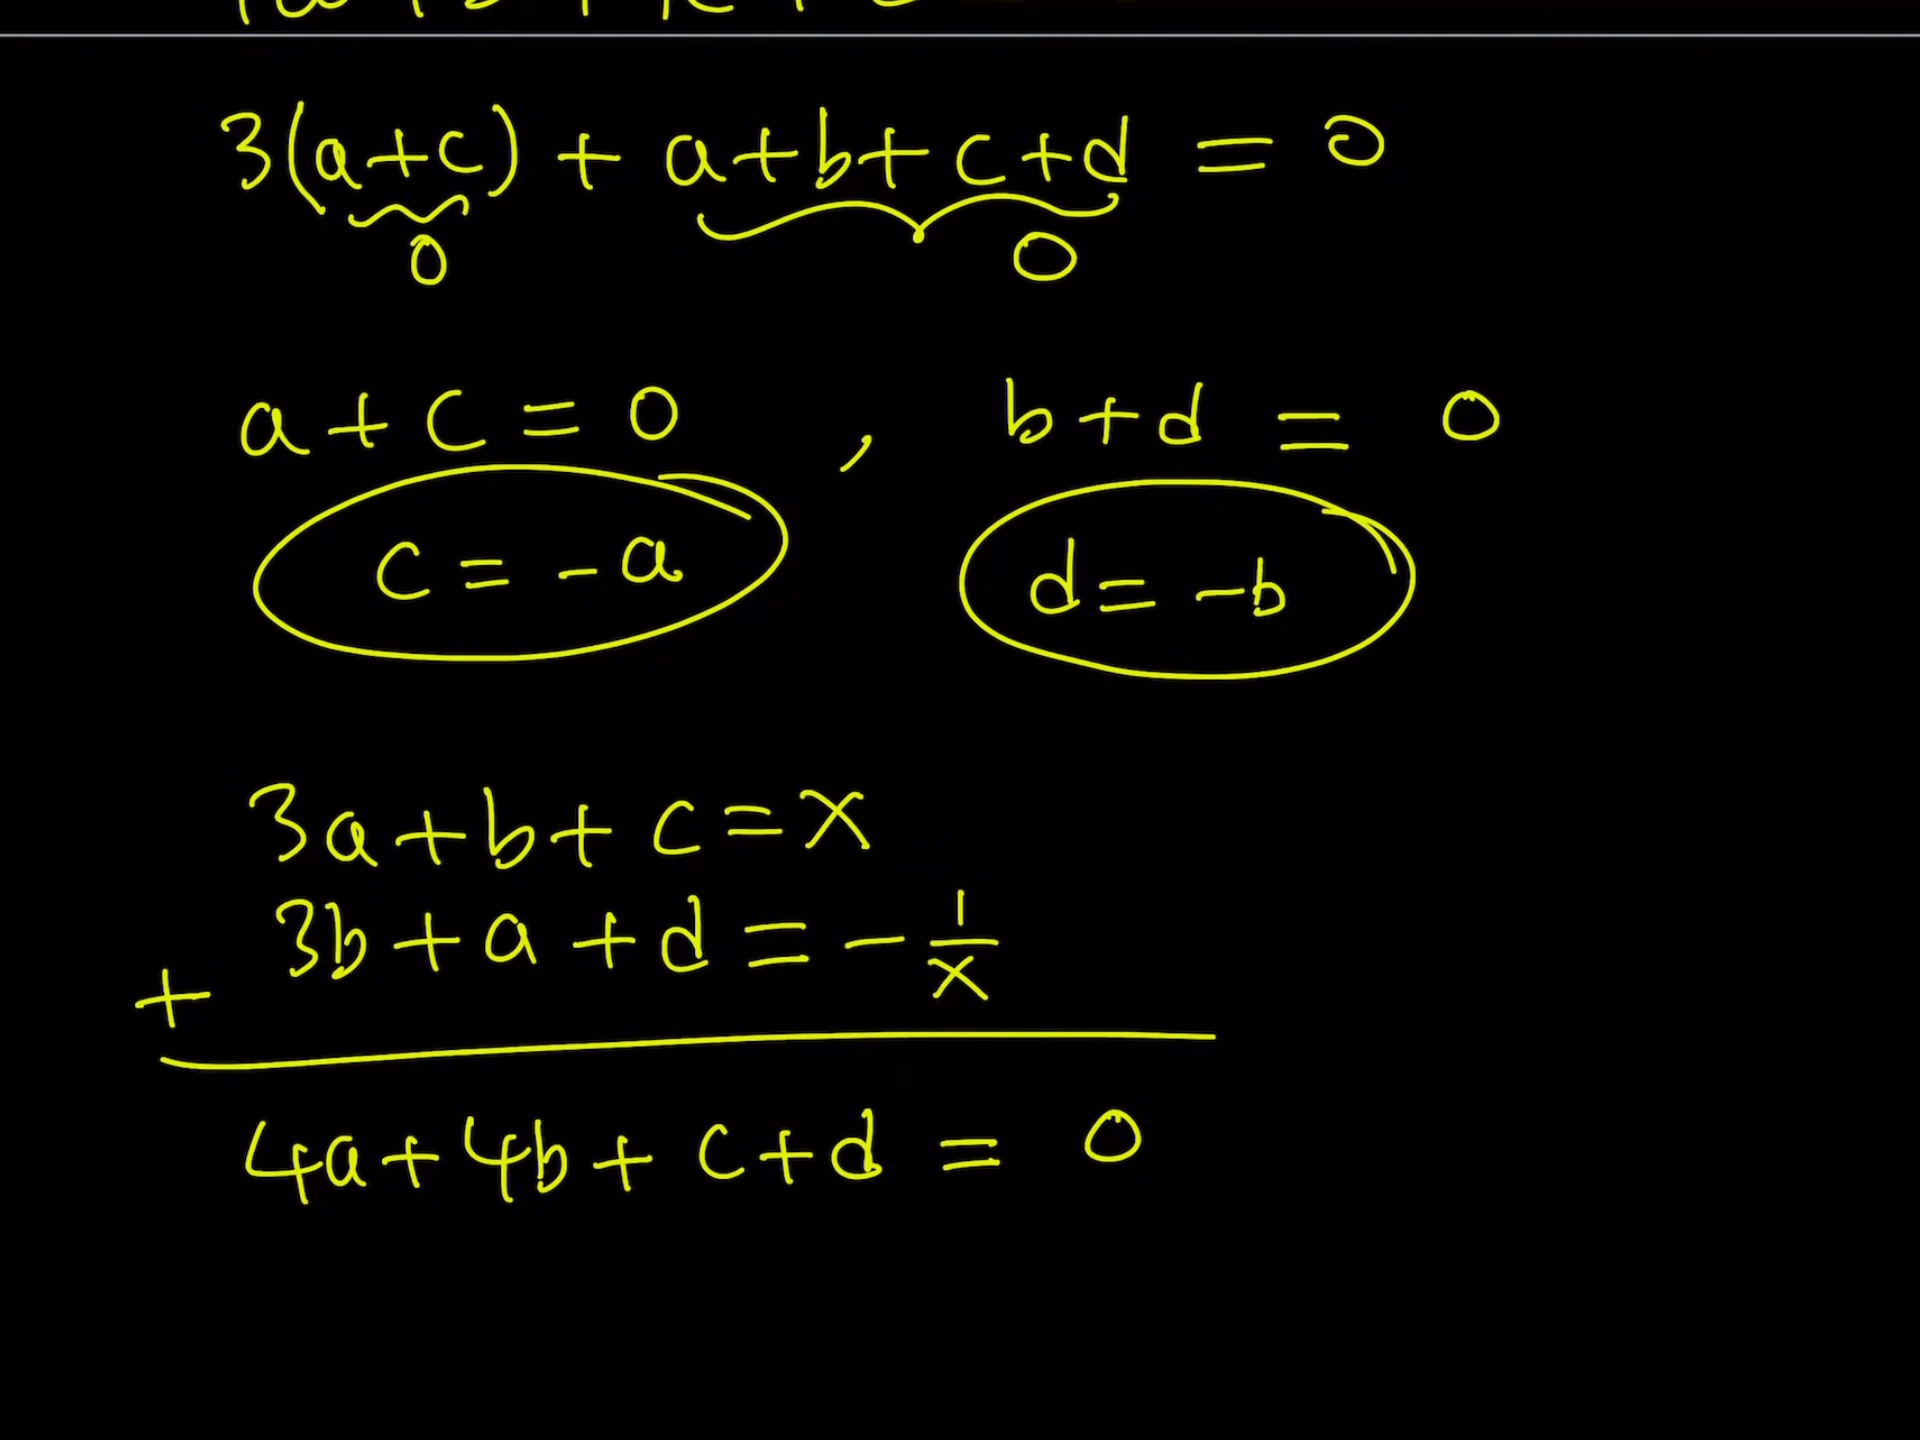 3(a+c) + a+b+c+d = 0
0 0
a+c = 0 , b+d = 0
c = -a d = -b
3a+b+c = x
3b+a+d = -1/x
+
4a+4b+c+d = 0